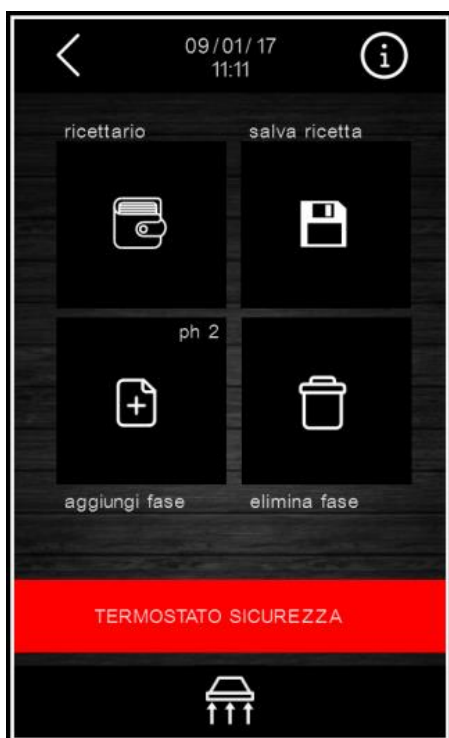 09/01/17
11:11
ricettario salva ricetta
ph 2
aggiungi fase elimina fase
TERMOSTATO SICUREZZA